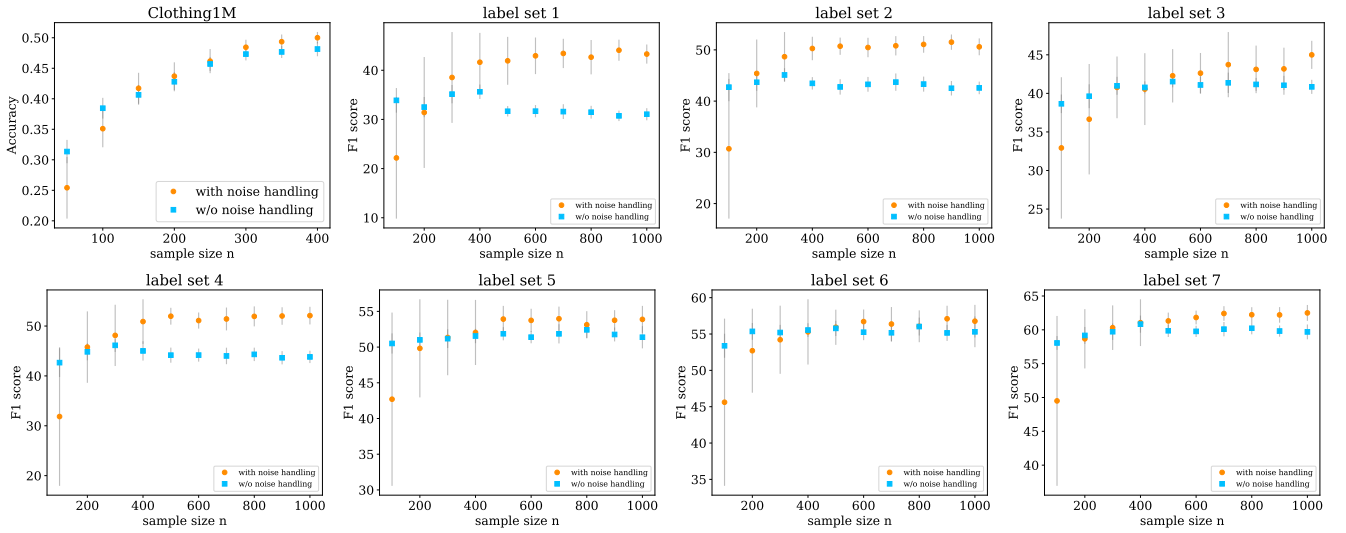 Clothing1M
0.50
0.45
0.40
0.35
0.30
0.25
0.20
Accuracy
with noise handling
w/o noise handling
100
200
300
400
sample size n
label set 1
40
30
20
10
F1 score
with noise handling
w/o noise handling
200
400
600
800
1000
sample size n
label set 2
50
40
30
20
F1 score
with noise handling
w/o noise handling
200
400
600
800
1000
sample size n
label set 3
45
40
35
30
25
F1 score
with noise handling
w/o noise handling
200
400
600
800
1000
sample size n
label set 4
50
40
30
20
F1 score
with noise handling
w/o noise handling
200
400
600
800
1000
sample size n
label set 5
55
50
45
40
35
30
F1 score
with noise handling
w/o noise handling
200
400
600
800
1000
sample size n
label set 6
60
55
50
45
40
35
F1 score
with noise handling
w/o noise handling
200
400
600
800
1000
sample size n
label set 7
65
60
55
50
45
40
F1 score
with noise handling
w/o noise handling
200
400
600
800
1000
sample size n